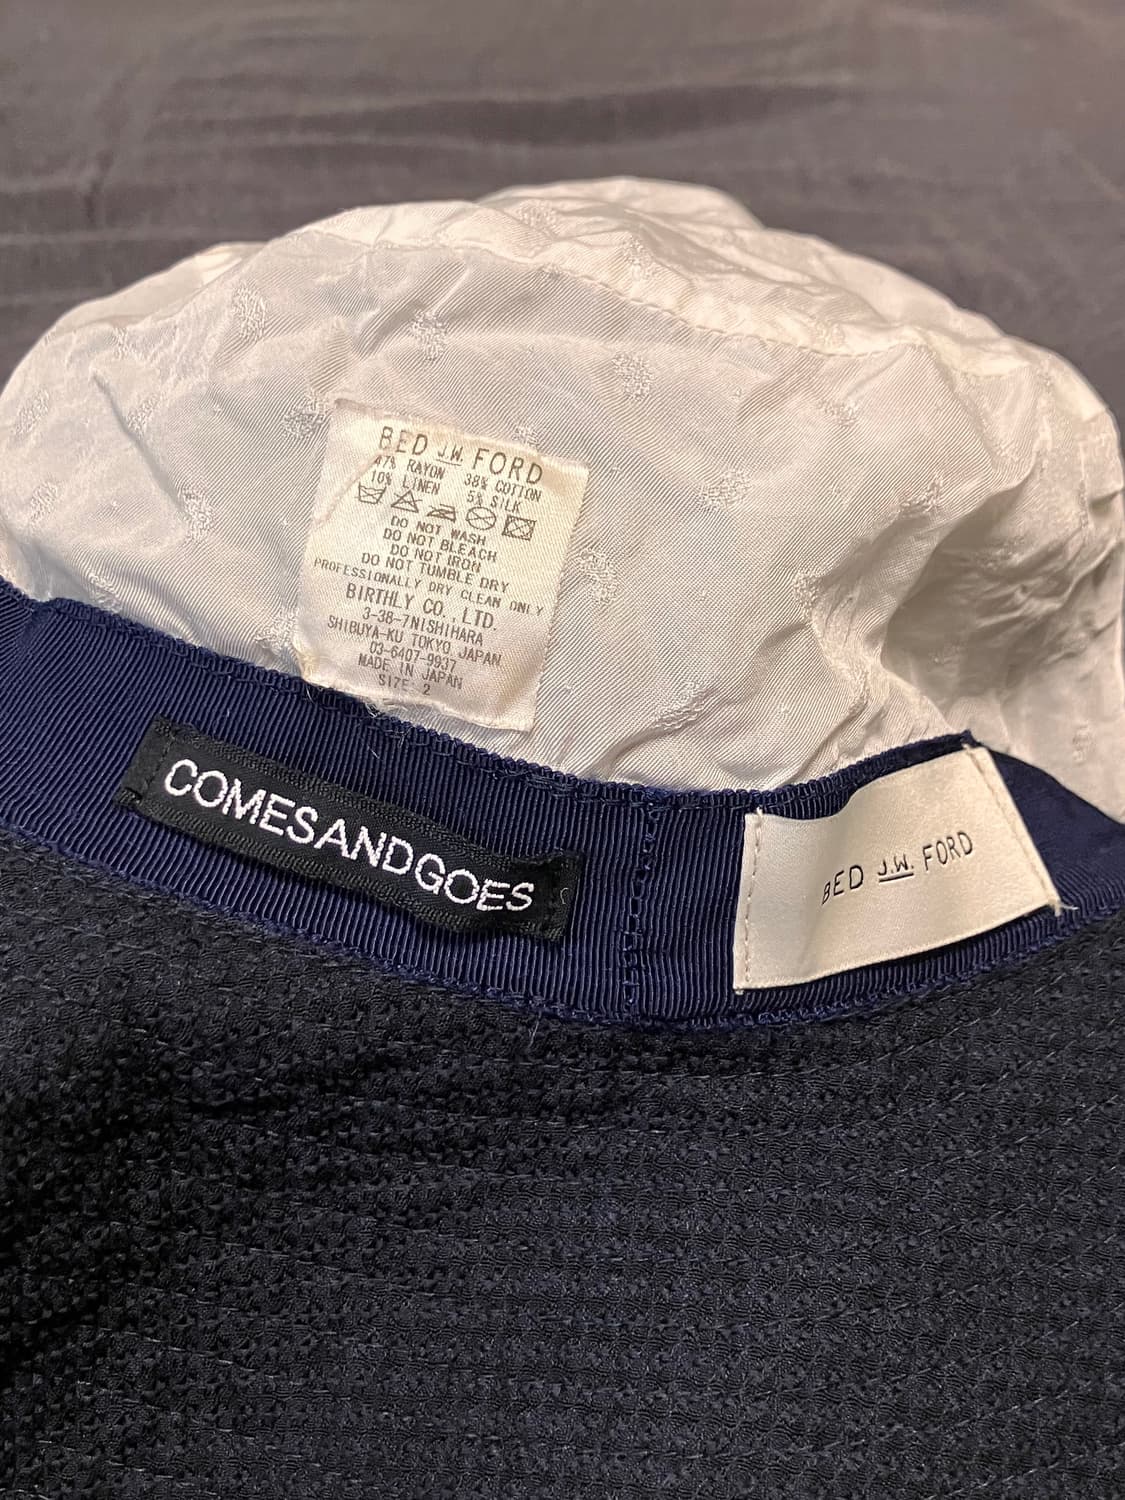 BED J.W. FORD
47% RAYON 38% COTTON
10% LINEN 5% SILK
DO NOT WASH
DO NOT BLEACH
DO NOT IRON
DO NOT TUMBLE DRY
PROFESSIONALLY DRY CLEAN ONLY
BIRTHLY CO., LTD.
3-38-7NISHIHARA
SHIBUYA-KU TOKYO JAPAN
03-6407-9937
MADE IN JAPAN
SIZE: 2
COMESANDGOES
BED J.W. FORD